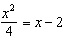 x²/4 = x − 2